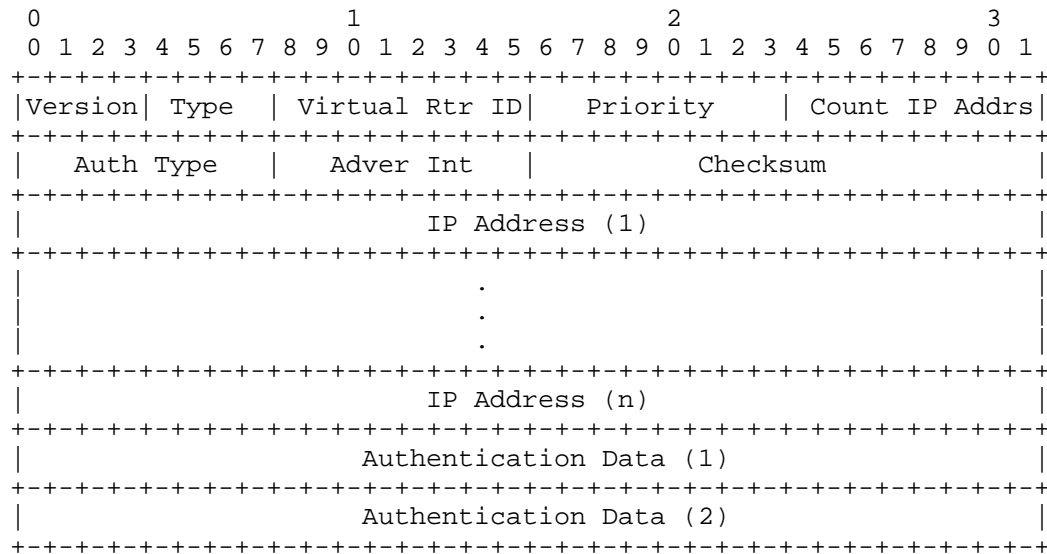 0                   1                   2                   3
 0 1 2 3 4 5 6 7 8 9 0 1 2 3 4 5 6 7 8 9 0 1 2 3 4 5 6 7 8 9 0 1
+-+-+-+-+-+-+-+-+-+-+-+-+-+-+-+-+-+-+-+-+-+-+-+-+-+-+-+-+-+-+-+-+
|Version| Type  | Virtual Rtr ID|   Priority    | Count IP Addrs|
+-+-+-+-+-+-+-+-+-+-+-+-+-+-+-+-+-+-+-+-+-+-+-+-+-+-+-+-+-+-+-+-+
|   Auth Type   |   Adver Int   |          Checksum             |
+-+-+-+-+-+-+-+-+-+-+-+-+-+-+-+-+-+-+-+-+-+-+-+-+-+-+-+-+-+-+-+-+
|                         IP Address (1)                        |
+-+-+-+-+-+-+-+-+-+-+-+-+-+-+-+-+-+-+-+-+-+-+-+-+-+-+-+-+-+-+-+-+
|                            .                                  |
|                            .                                  |
|                            .                                  |
+-+-+-+-+-+-+-+-+-+-+-+-+-+-+-+-+-+-+-+-+-+-+-+-+-+-+-+-+-+-+-+-+
|                         IP Address (n)                        |
+-+-+-+-+-+-+-+-+-+-+-+-+-+-+-+-+-+-+-+-+-+-+-+-+-+-+-+-+-+-+-+-+
|                     Authentication Data (1)                   |
+-+-+-+-+-+-+-+-+-+-+-+-+-+-+-+-+-+-+-+-+-+-+-+-+-+-+-+-+-+-+-+-+
|                     Authentication Data (2)                   |
+-+-+-+-+-+-+-+-+-+-+-+-+-+-+-+-+-+-+-+-+-+-+-+-+-+-+-+-+-+-+-+-+